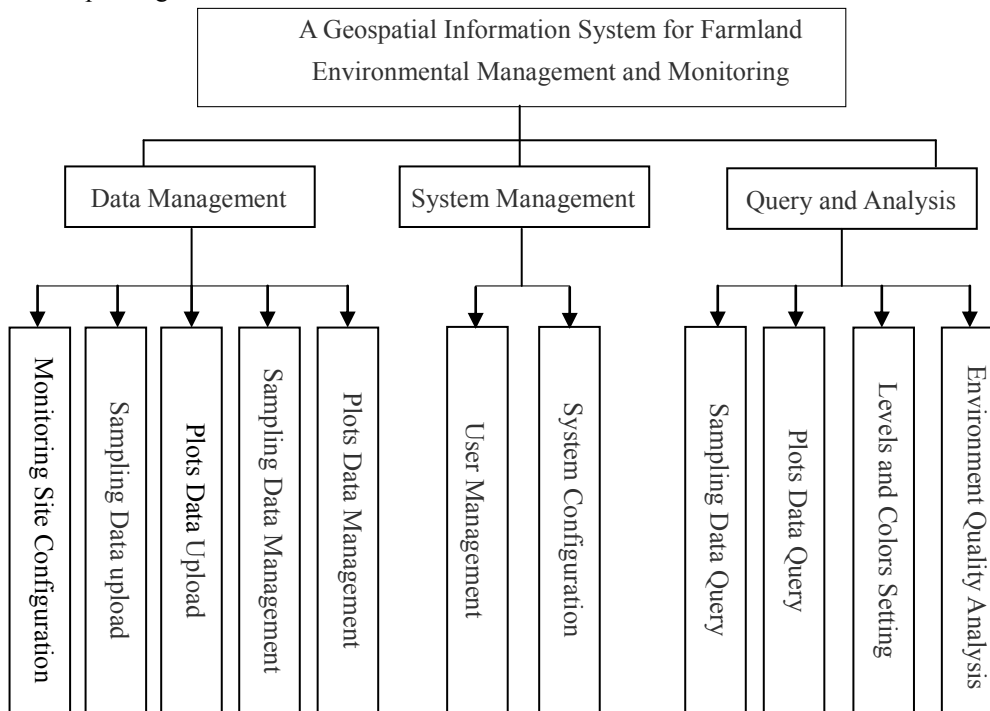 A Geospatial Information System for Farmland
Environmental Management and Monitoring
Data Management
System Management
Query and Analysis
Monitoring Site Configuration
Sampling Data upload
Plots Data Upload
Sampling Data Management
Plots Data Management
User Management
System Configuration
Sampling Data Query
Plots Data Query
Levels and Colors Setting
Environment Quality Analysis